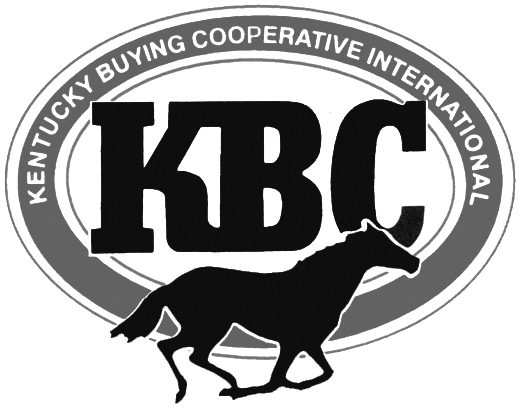 KENTUCKY BUYING COOPERATIVE INTERNATIONAL
KBC